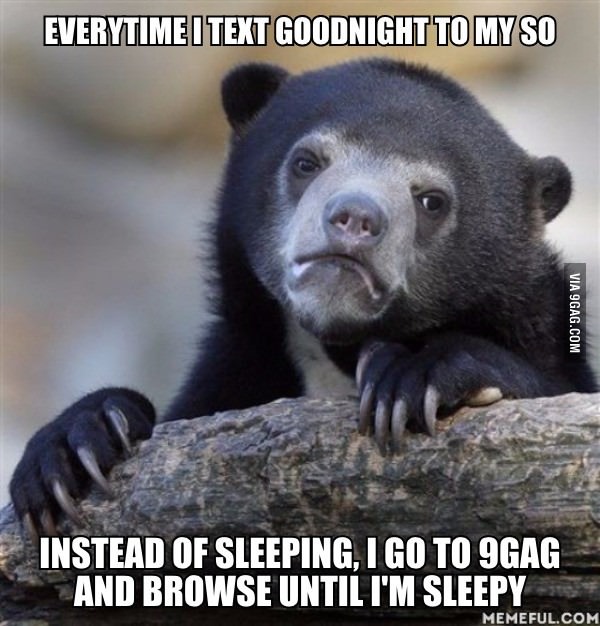 EVERYTIME I TEXT GOODNIGHT TO MY SO
VIA 9GAG.COM
INSTEAD OF SLEEPING, I GO TO 9GAG
AND BROWSE UNTIL I'M SLEEPY
MEMEFUL.COM